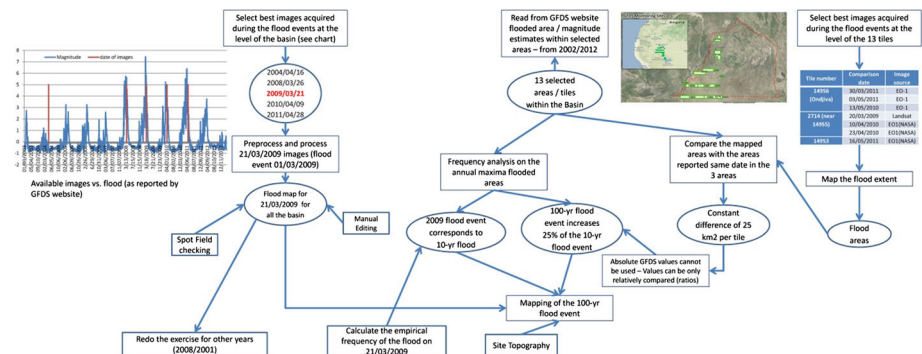 Select best images acquired
during the flood events at the
level of the basin (see chart)
Magnitude
date of images
Available images vs. flood (as reported by
GFDS website)
2004/04/16
2008/03/26
2009/03/21
2010/04/09
2011/04/28
Preprocess and process
21/03/2009 images (flood
event 01/03/2009)
Flood map for
21/03/2009 for
all the basin
Spot Field
checking
Manual
Editing
Redo the exercise for other years
(2008/2001)
Read from GFDS website
flooded area / magnitude
estimates within selected
areas – from 2002/2012
13 selected
areas / tiles
within the Basin
Frequency analysis on the
annual maxima flooded
areas
2009 flood event
corresponds to
10-yr flood
100-yr flood
event increases
25% of the 10-yr
flood event
Calculate the empirical
frequency of the flood on
21/03/2009
Mapping of the 100-yr
flood event
Site Topography
Compare the mapped
areas with the areas
reported same date in the
3 areas
Constant
difference of 25
km2 per tile
Absolute GFDS values cannot
be used – Values can be only
relatively compared (ratios)
Select best images acquired
during the flood events at the
level of the 13 tiles
Tile number Comparison date Image source
14956 (Ondjiva) 30/03/2011 EO-1
03/05/2011 EO-1
13/05/2010 EO-1
2714 (near 14955) 20/03/2009 Landsat
10/04/2010 EO1(NASA)
23/04/2010 EO1(NASA)
14953 16/05/2011 EO1(NASA)
Map the flood extent
Flood
areas